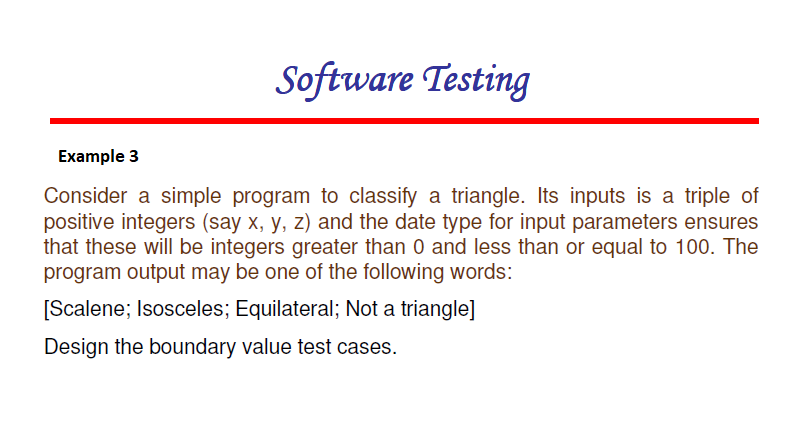 Software Testing
Example 3
Consider a simple program to classify a triangle. Its inputs is a triple of
positive integers (say x, y, z) and the date type for input parameters ensures
that these will be integers greater than 0 and less than or equal to 100. The
program output may be one of the following words:
[Scalene; Isosceles; Equilateral; Not a triangle]
Design the boundary value test cases.